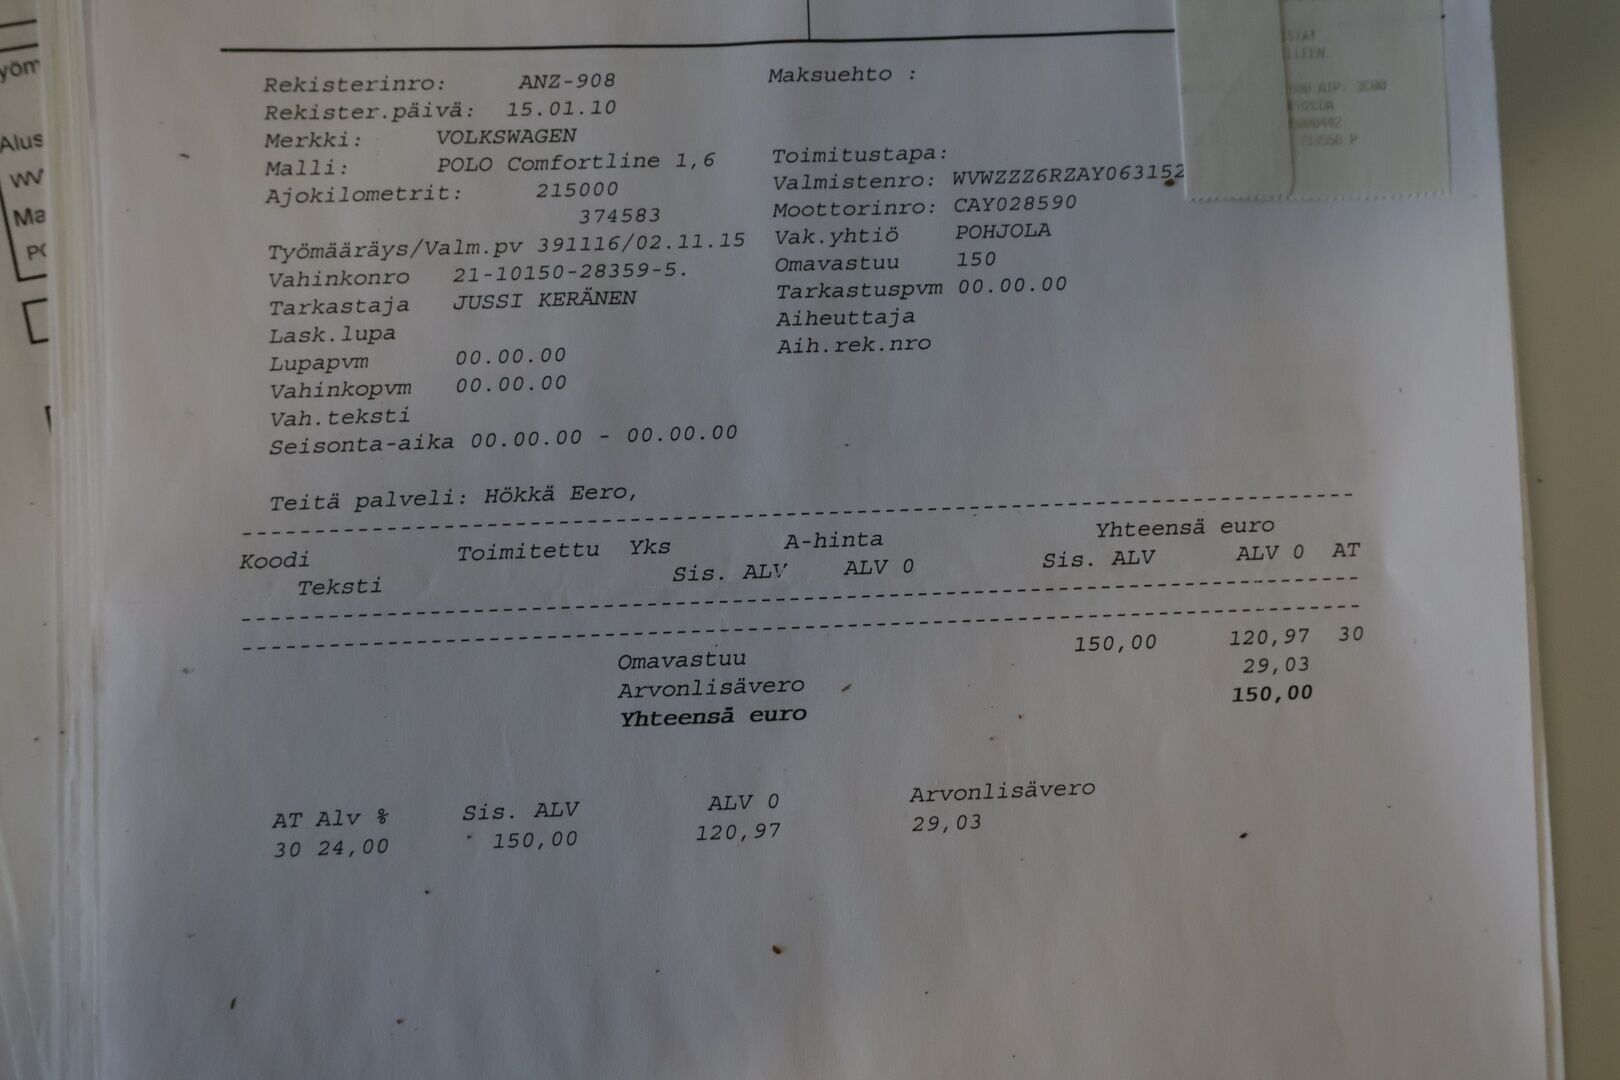 Rekisterinro: ANZ-908 Maksuehto :
Rekister.päivä: 15.01.10
Merkki: VOLKSWAGEN
Malli: POLO Comfortline 1,6 Toimitustapa:
Ajokilometrit: 215000 Valmistenro: WVWZZZ6RZAY063152
374583 Moottorinro: CAY028590
Työmääräys/Valm.pv 391116/02.11.15 Vak.yhtiö POHJOLA
Vahinkonro 21-10150-28359-5. Omavastuu 150
Tarkastaja JUSSI KERÄNEN Tarkastuspvm 00.00.00
Lask.lupa Aiheuttaja
Lupapvm 00.00.00 Aih.rek.nro
Vahinkopvm 00.00.00
Vah.teksti
Seisonta-aika 00.00.00 - 00.00.00
Teitä palveli: Hökkä Eero,
Koodi Toimitettu Yks A-hinta Yhteensä euro
Teksti Sis. ALV ALV 0 Sis. ALV ALV 0 AT
Omavastuu 150,00 120,97 30
Arvonlisävero 29,03
Yhteensä euro 150,00
AT Alv % Sis. ALV ALV 0 Arvonlisävero
30 24,00 150,00 120,97 29,03
Alus
WV
Ma
AIP: 3C00